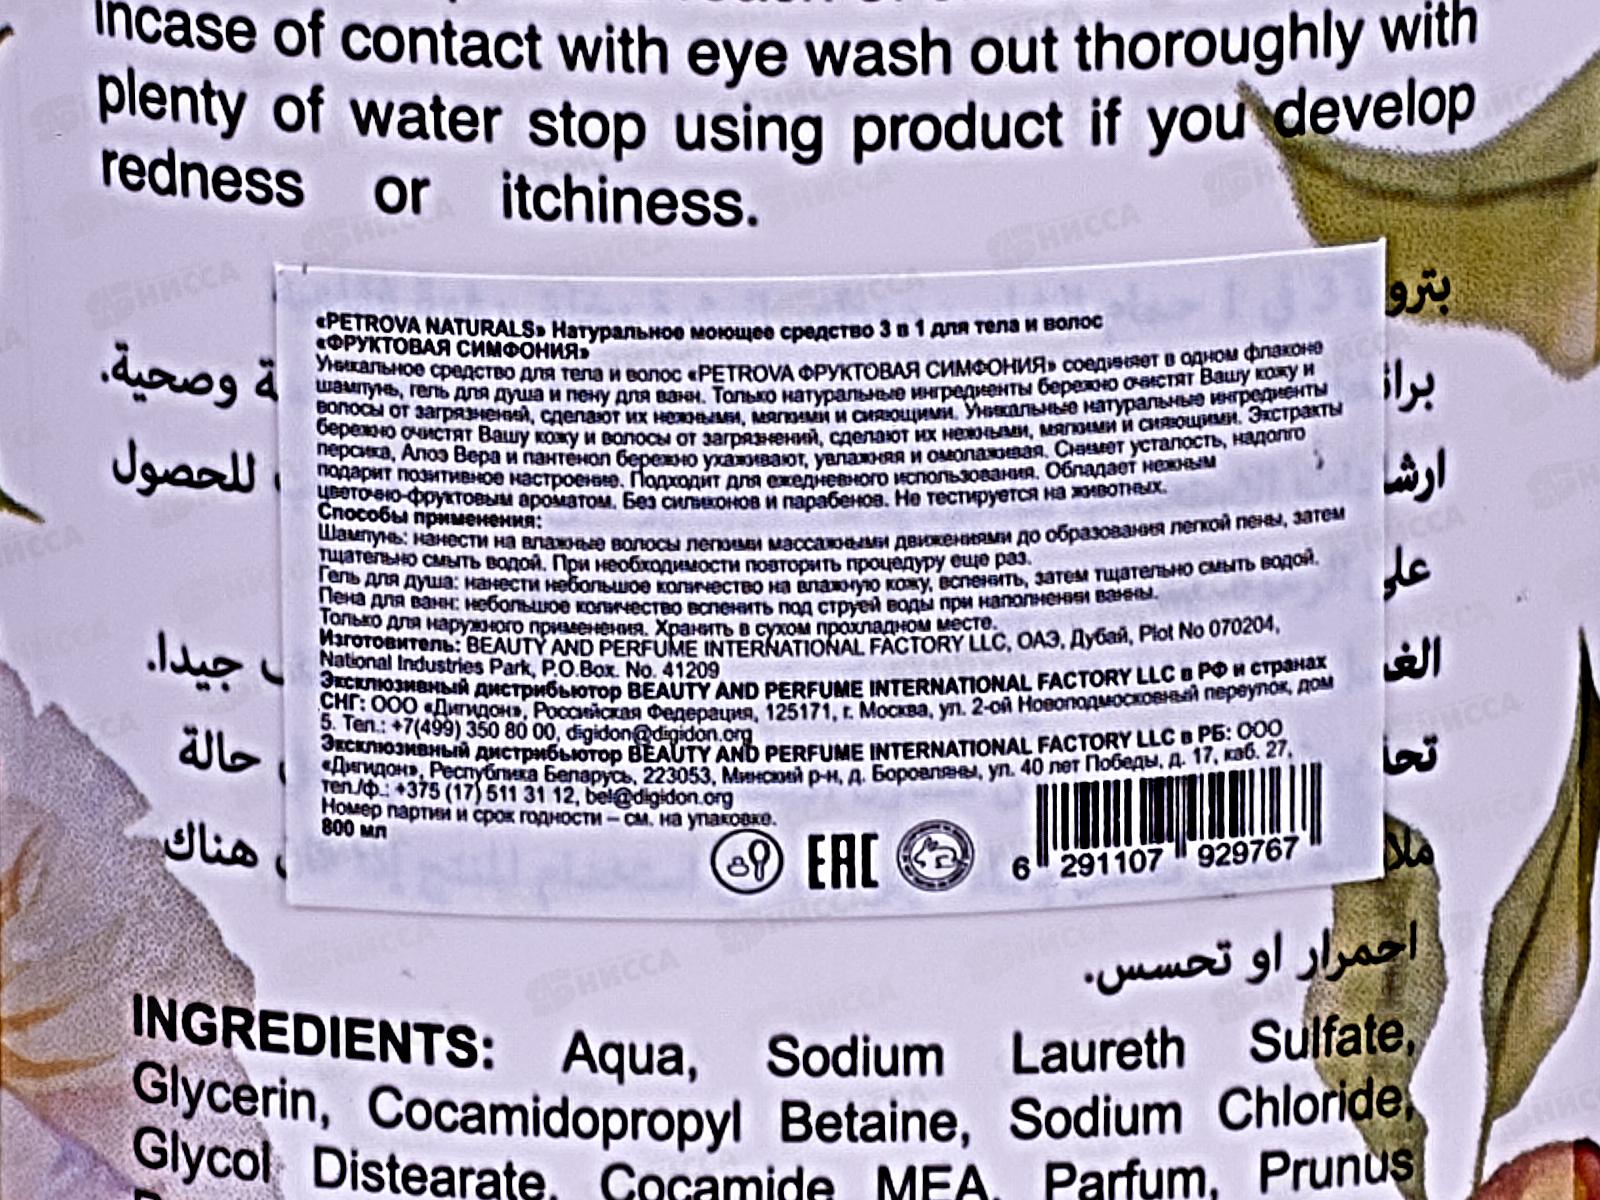 incase of contact with eye wash out thoroughly with
plenty of water stop using product if you develop
redness or itchiness.
«PETROVA NATURALS» Натуральное моющее средство 3 в 1 для тела и волос
«ФРУКТОВАЯ СИМФОНИЯ»
Уникальное средство для тела и волос «PETROVA ФРУКТОВАЯ СИМФОНИЯ» соединяет в одном флаконе
шампунь, гель для душа и пену для ванн. Только натуральные ингредиенты бережно очистят Вашу кожу и
волосы от загрязнений, сделают их нежными, мягкими и сияющими. Уникальные натуральные ингредиенты
бережно очистят Вашу кожу и волосы от загрязнений, сделают их нежными, мягкими и сияющими. Экстракты
персика, Алоэ Вера и пантенол бережно ухаживают, увлажняя и омолаживая. Снимет усталость, надолго
подарит позитивное настроение. Подходит для ежедневного использования. Обладает нежным
цветочно-фруктовым ароматом. Без силиконов и парабенов. Не тестируется на животных.
Способы применения:
Шампунь: нанести на влажные волосы легкими массажными движениями до образования легкой пены, затем
тщательно смыть водой. При необходимости повторить процедуру еще раз.
Гель для душа: нанести небольшое количество на влажную кожу, вспенить, затем тщательно смыть водой.
Пена для ванн: небольшое количество вспенить под струей воды при наполнении ванны.
Только для наружного применения. Хранить в сухом прохладном месте.
Изготовитель: BEAUTY AND PERFUME INTERNATIONAL FACTORY LLC, ОАЭ, Дубай, Plot No 070204,
National Industries Park, P.O.Box. No. 41209
Эксклюзивный дистрибьютор BEAUTY AND PERFUME INTERNATIONAL FACTORY LLC в РФ и странах
СНГ: ООО «Дигидон», Российская Федерация, 125171, г. Москва, ул. 2-ой Новоподмосковный переулок, дом
5. Тел.: +7(499) 350 80 00, digidon@digidon.org
Эксклюзивный дистрибьютор BEAUTY AND PERFUME INTERNATIONAL FACTORY LLC в РБ: ООО
«Дигидон», Республика Беларусь, 223053, Минский р-н, д. Боровляны, ул. 40 лет Победы, д. 17, каб. 27,
тел./ф.: +375 (17) 511 31 12, bel@digidon.org
Номер партии и срок годности – см. на упаковке.
800 мл
EAC
6 291107 929767
وصحية.
للحصول
جيدا.
حالة
هناك
احمرار او تحسس.
INGREDIENTS: Aqua, Sodium Laureth Sulfate,
Glycerin, Cocamidopropyl Betaine, Sodium Chloride,
Glycol Distearate, Cocamide MEA, Parfum, Prunus